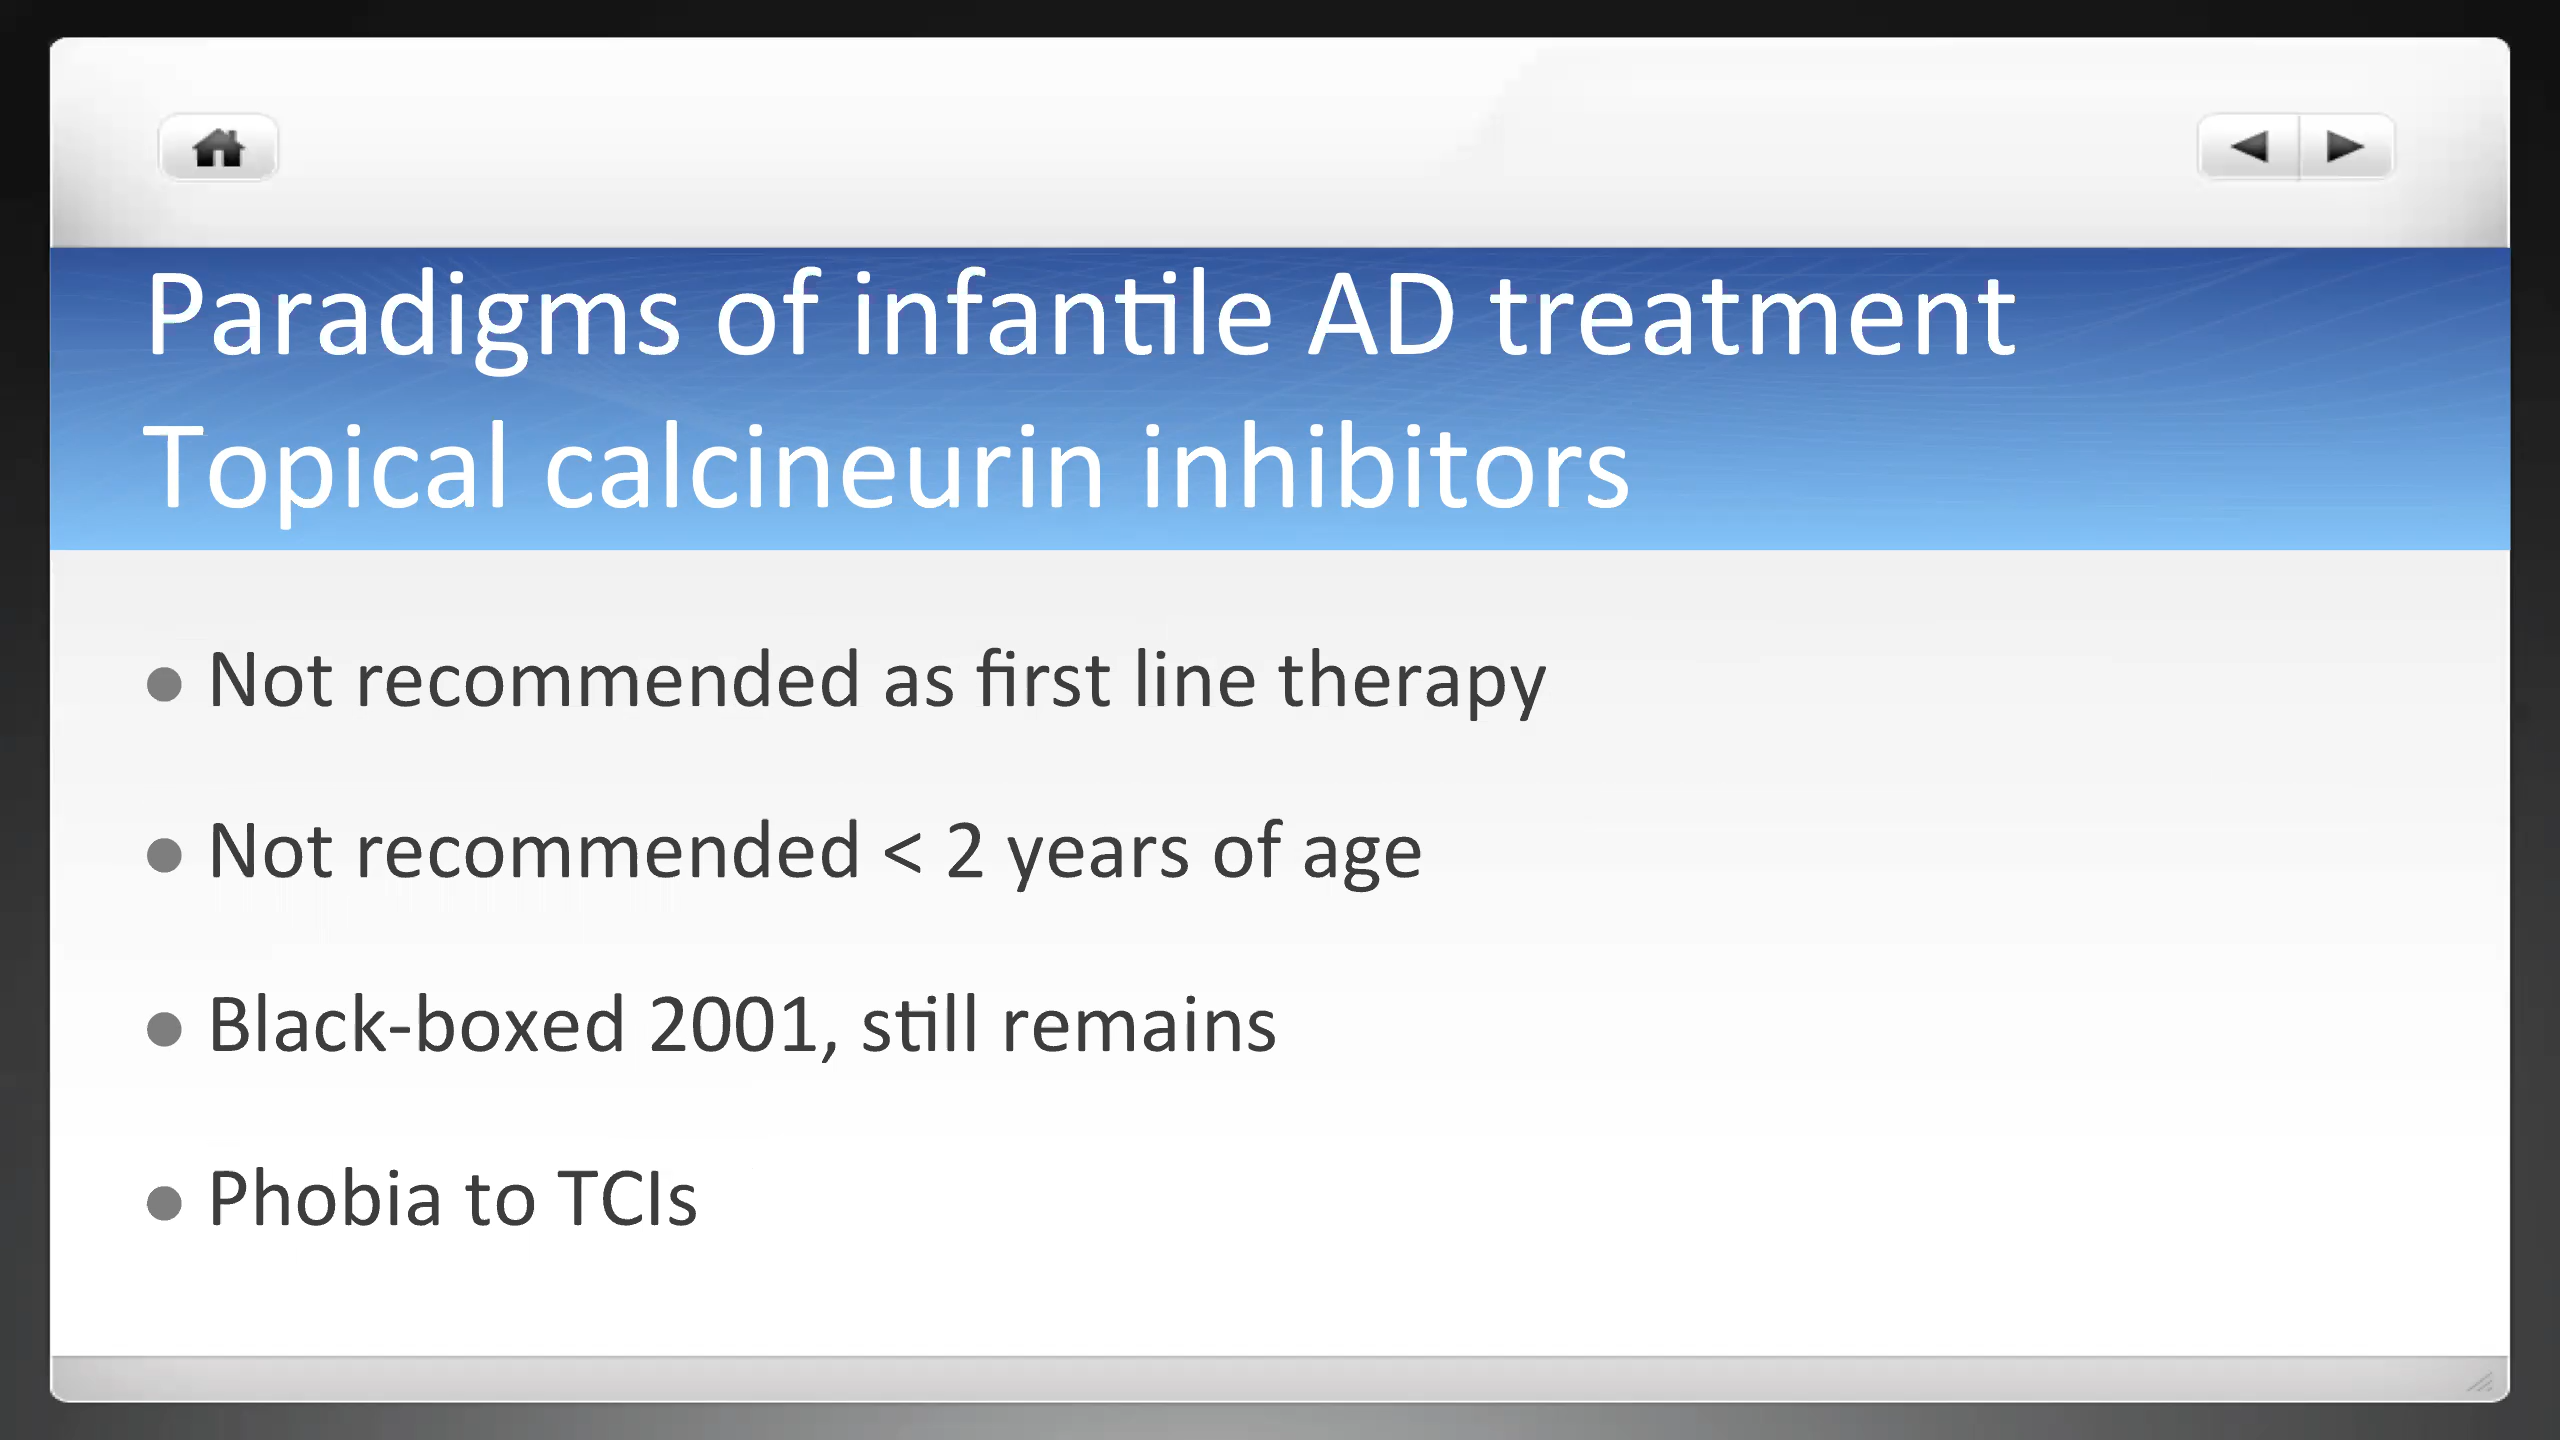 Paradigms of infantile AD treatment
Topical calcineurin inhibitors
● Not recommended as first line therapy
● Not recommended < 2 years of age
● Black-boxed 2001, still remains
● Phobia to TCIs